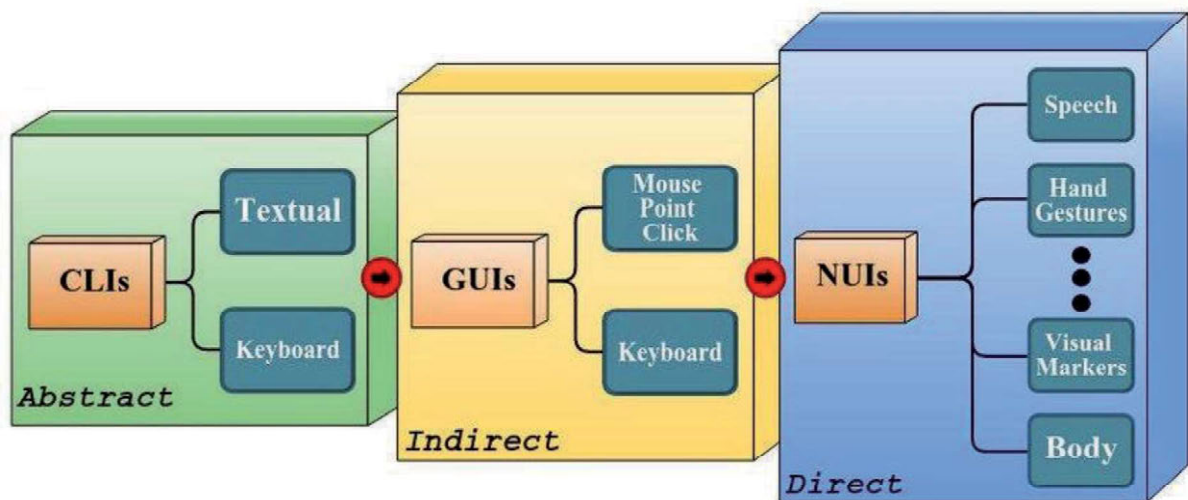 CLIs
Textual
Keyboard
Abstract
GUIs
Mouse
Point
Click
Keyboard
Indirect
NUIs
Speech
Hand
Gestures
Visual
Markers
Body
Direct